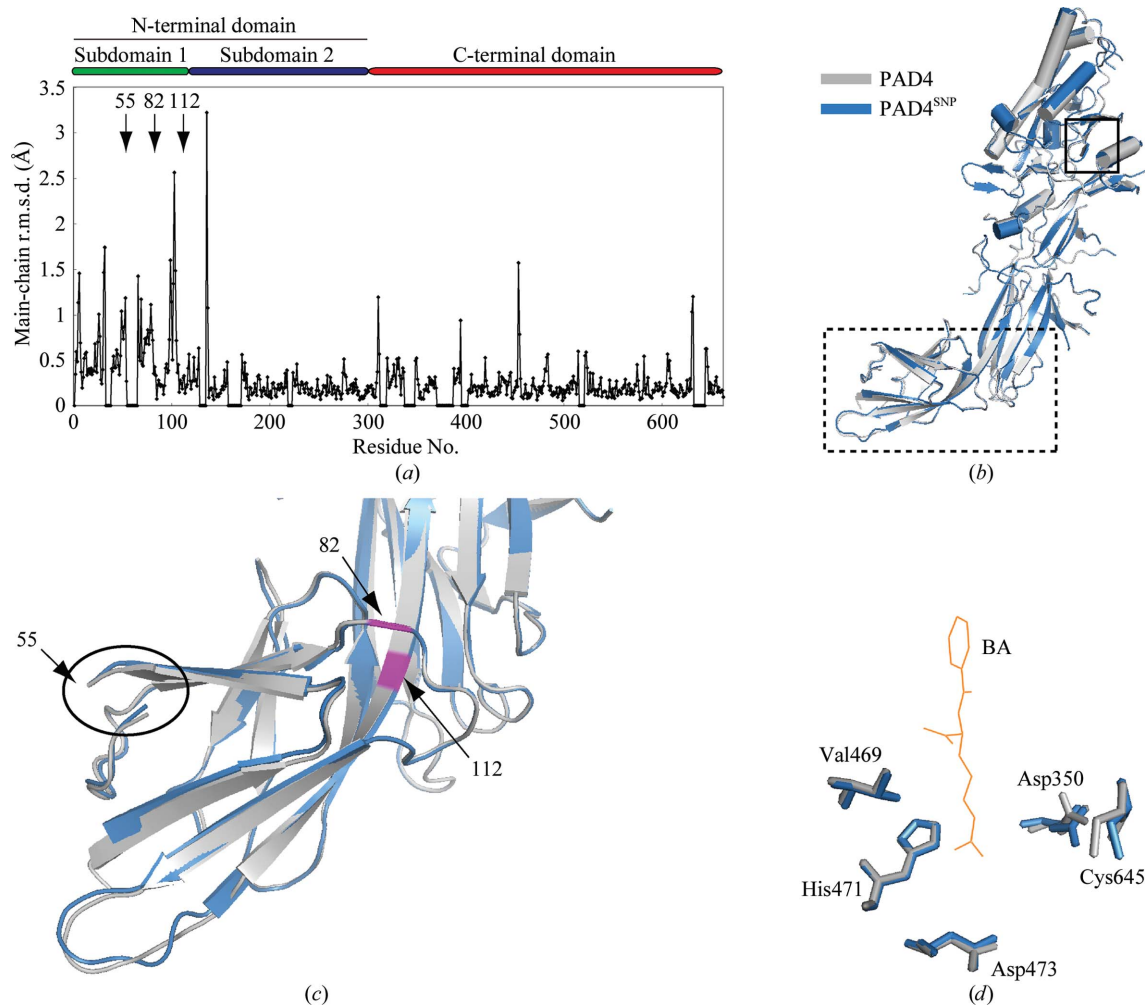 N-terminal domain
Subdomain 1 Subdomain 2 C-terminal domain
3.5
3
2.5
2
1.5
1
0.5
0
55 82 112
Main-chain r.m.s.d. (Å)
0 100 200 300 400 500 600
Residue No.
(a)
PAD4
PAD4SNP
(b)
82
55
112
(c)
BA
Val469
Asp350
His471
Cys645
Asp473
(d)